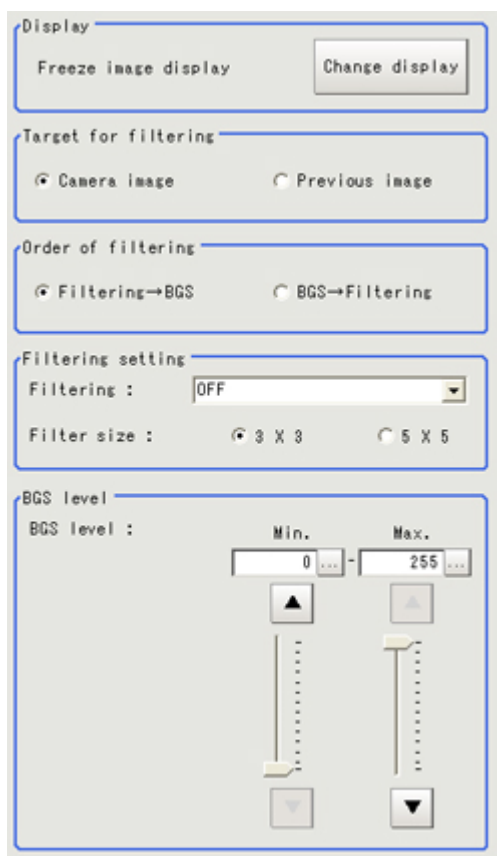 Display
Freeze image display
Change display
Target for filtering
Camera image
Previous image
Order of filtering
Filtering→BGS
BGS→Filtering
Filtering setting
Filtering :
OFF
Filter size :
3 X 3
5 X 5
BGS level
BGS level :
Min.
Max.
0 ... - 255 ...